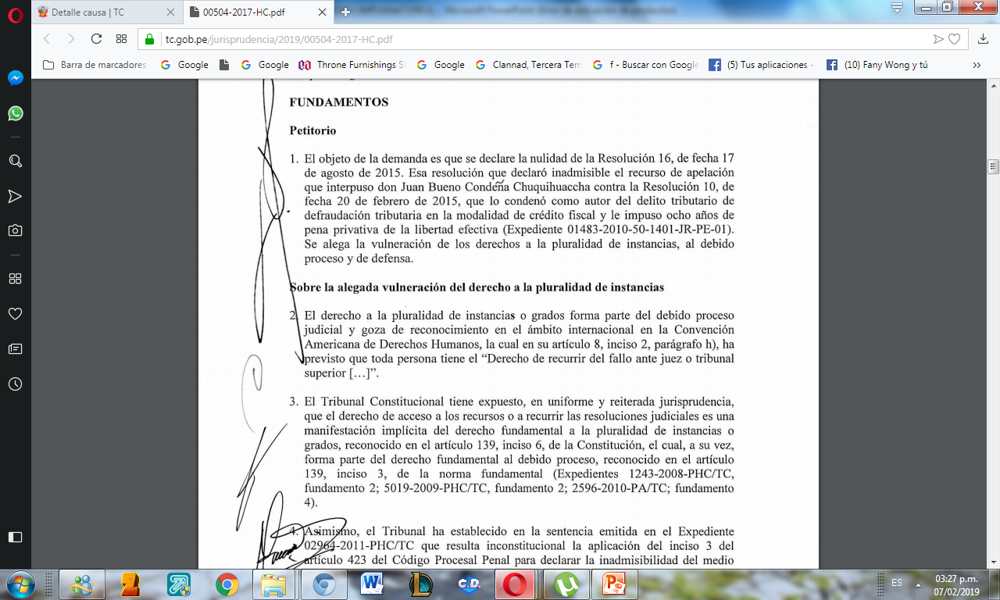 Detalle causa | TC
00504-2017-HC.pdf
tc.gob.pe/jurisprudencia/2019/00504-2017-HC.pdf
Barra de marcadores
Google
Google
Throne Furnishings S
Google
Clannad, Tercera Tem
f - Buscar con Google
(5) Tus aplicaciones -
(10) Fany Wong y tú
FUNDAMENTOS
Petitorio
1. El objeto de la demanda es que se declare la nulidad de la Resolución 16, de fecha 17
de agosto de 2015. Esa resolución que declaró inadmisible el recurso de apelación
que interpuso don Juan Bueno Condeña Chuquihuaccha contra la Resolución 10, de
fecha 20 de febrero de 2015, que lo condenó como autor del delito tributario de
defraudación tributaria en la modalidad de crédito fiscal y le impuso ocho años de
pena privativa de la libertad efectiva (Expediente 01483-2010-50-1401-JR-PE-01).
Se alega la vulneración de los derechos a la pluralidad de instancias, al debido
proceso y de defensa.
Sobre la alegada vulneración del derecho a la pluralidad de instancias
2. El derecho a la pluralidad de instancias o grados forma parte del debido proceso
judicial y goza de reconocimiento en el ámbito internacional en la Convención
Americana de Derechos Humanos, la cual en su artículo 8, inciso 2, parágrafo h), ha
previsto que toda persona tiene el “Derecho de recurrir del fallo ante juez o tribunal
superior […]”.
3. El Tribunal Constitucional tiene expuesto, en uniforme y reiterada jurisprudencia,
que el derecho de acceso a los recursos o a recurrir las resoluciones judiciales es una
manifestación implícita del derecho fundamental a la pluralidad de instancias o
grados, reconocido en el artículo 139, inciso 6, de la Constitución, el cual, a su vez,
forma parte del derecho fundamental al debido proceso, reconocido en el artículo
139, inciso 3, de la norma fundamental (Expedientes 1243-2008-PHC/TC,
fundamento 2; 5019-2009-PHC/TC, fundamento 2; 2596-2010-PA/TC; fundamento
4).
4. Asimismo, el Tribunal ha establecido en la sentencia emitida en el Expediente
02964-2011-PHC/TC que resulta inconstitucional la aplicación del inciso 3 del
artículo 423 del Código Procesal Penal para declarar la inadmisibilidad del medio
C.D.
ES
03:27 p.m.
07/02/2019